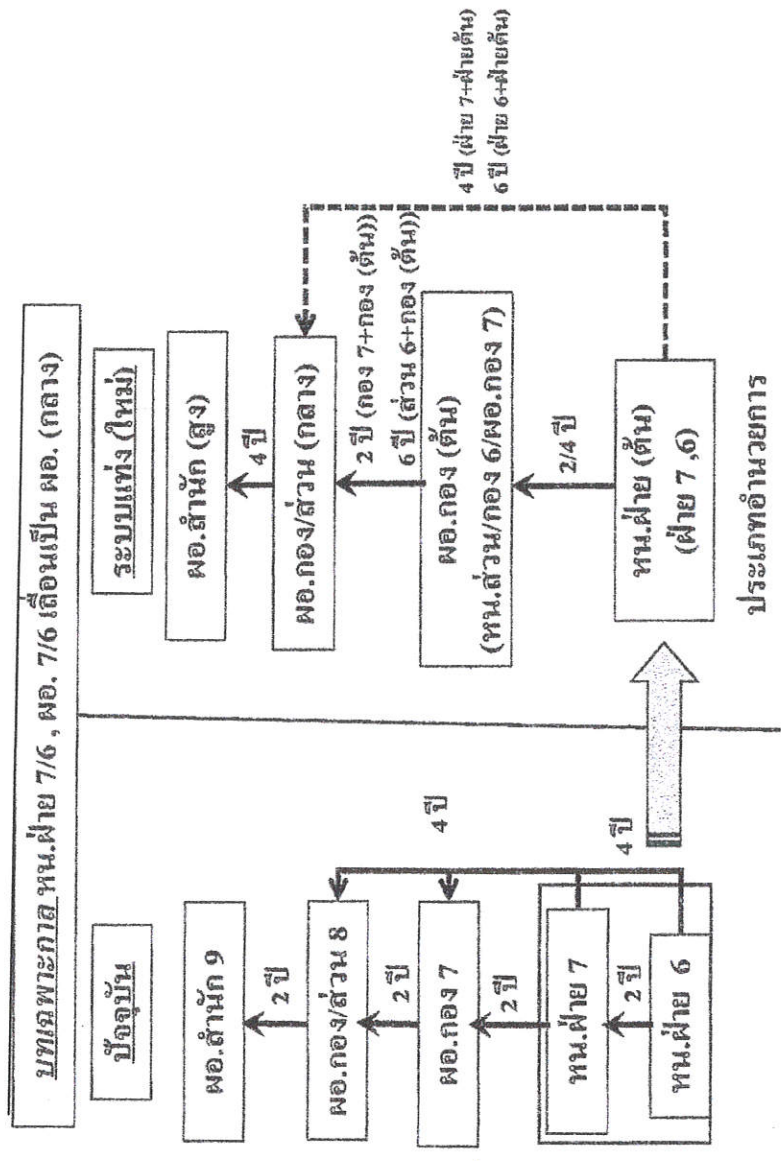 บทเฉพาะกาล หน.ฝ่าย 7/6 , ผอ. 7/6 เลื่อนเป็น ผอ. (กลาง)
ปัจจุบัน
ผอ.สำนัก 9
2 ปี
ผอ.กอง/ส่วน 8
2 ปี
ผอ.กอง 7
2 ปี
หน.ฝ่าย 7
2 ปี
หน.ฝ่าย 6
4 ปี
4 ปี
ระบบแท่ง (ใหม่)
ผอ.สำนัก (สูง)
4 ปี
ผอ.กอง/ส่วน (กลาง)
2 ปี (กอง 7+กอง (ต้น))
6 ปี (ส่วน 6+กอง (ต้น))
ผอ.กอง (ต้น)
(หน.ส่วน/กอง 6/ผอ.กอง 7)
2/4 ปี
หน.ฝ่าย (ต้น)
(ฝ่าย 7 ,6)
4 ปี (ฝ่าย 7+ฝ่ายต้น)
6 ปี (ฝ่าย 6+ฝ่ายต้น)
ประเภทอำนวยการ